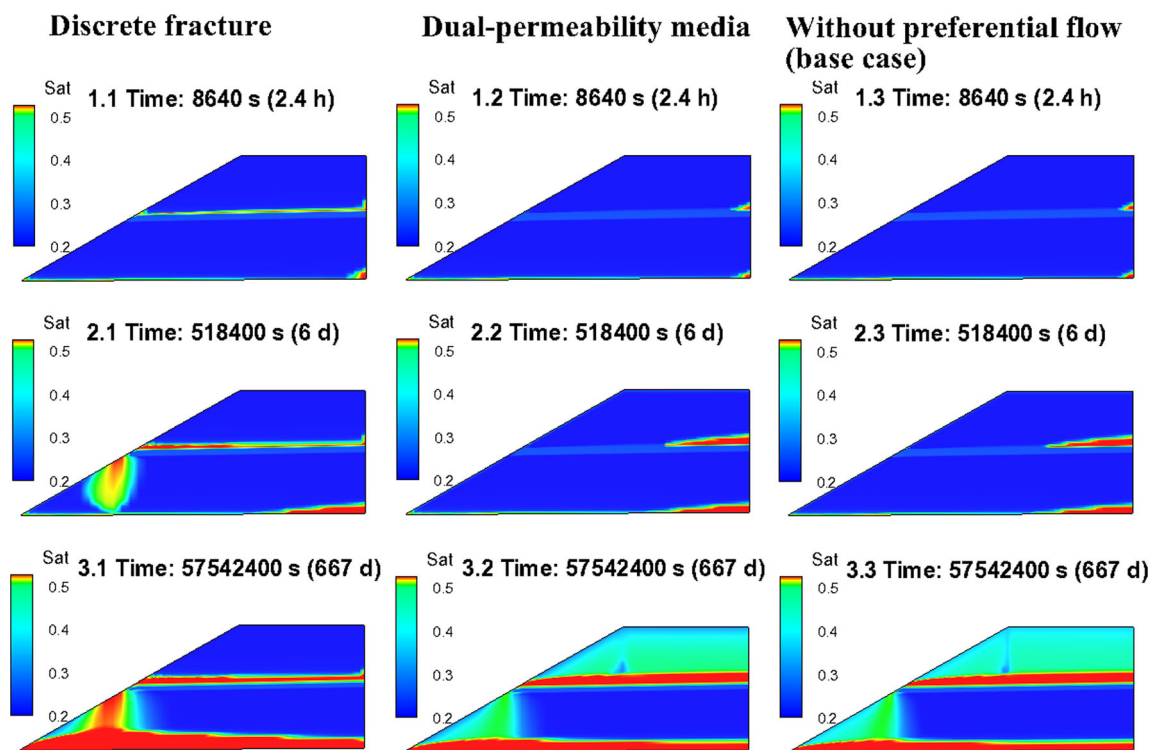 Discrete fracture
Dual-permeability media
Without preferential flow
(base case)
Sat
1.1 Time: 8640 s (2.4 h)
0.5
0.4
0.3
0.2
Sat
1.2 Time: 8640 s (2.4 h)
0.5
0.4
0.3
0.2
Sat
1.3 Time: 8640 s (2.4 h)
0.5
0.4
0.3
0.2
Sat
2.1 Time: 518400 s (6 d)
0.5
0.4
0.3
0.2
Sat
2.2 Time: 518400 s (6 d)
0.5
0.4
0.3
0.2
Sat
2.3 Time: 518400 s (6 d)
0.5
0.4
0.3
0.2
Sat
3.1 Time: 57542400 s (667 d)
0.5
0.4
0.3
0.2
Sat
3.2 Time: 57542400 s (667 d)
0.5
0.4
0.3
0.2
Sat
3.3 Time: 57542400 s (667 d)
0.5
0.4
0.3
0.2